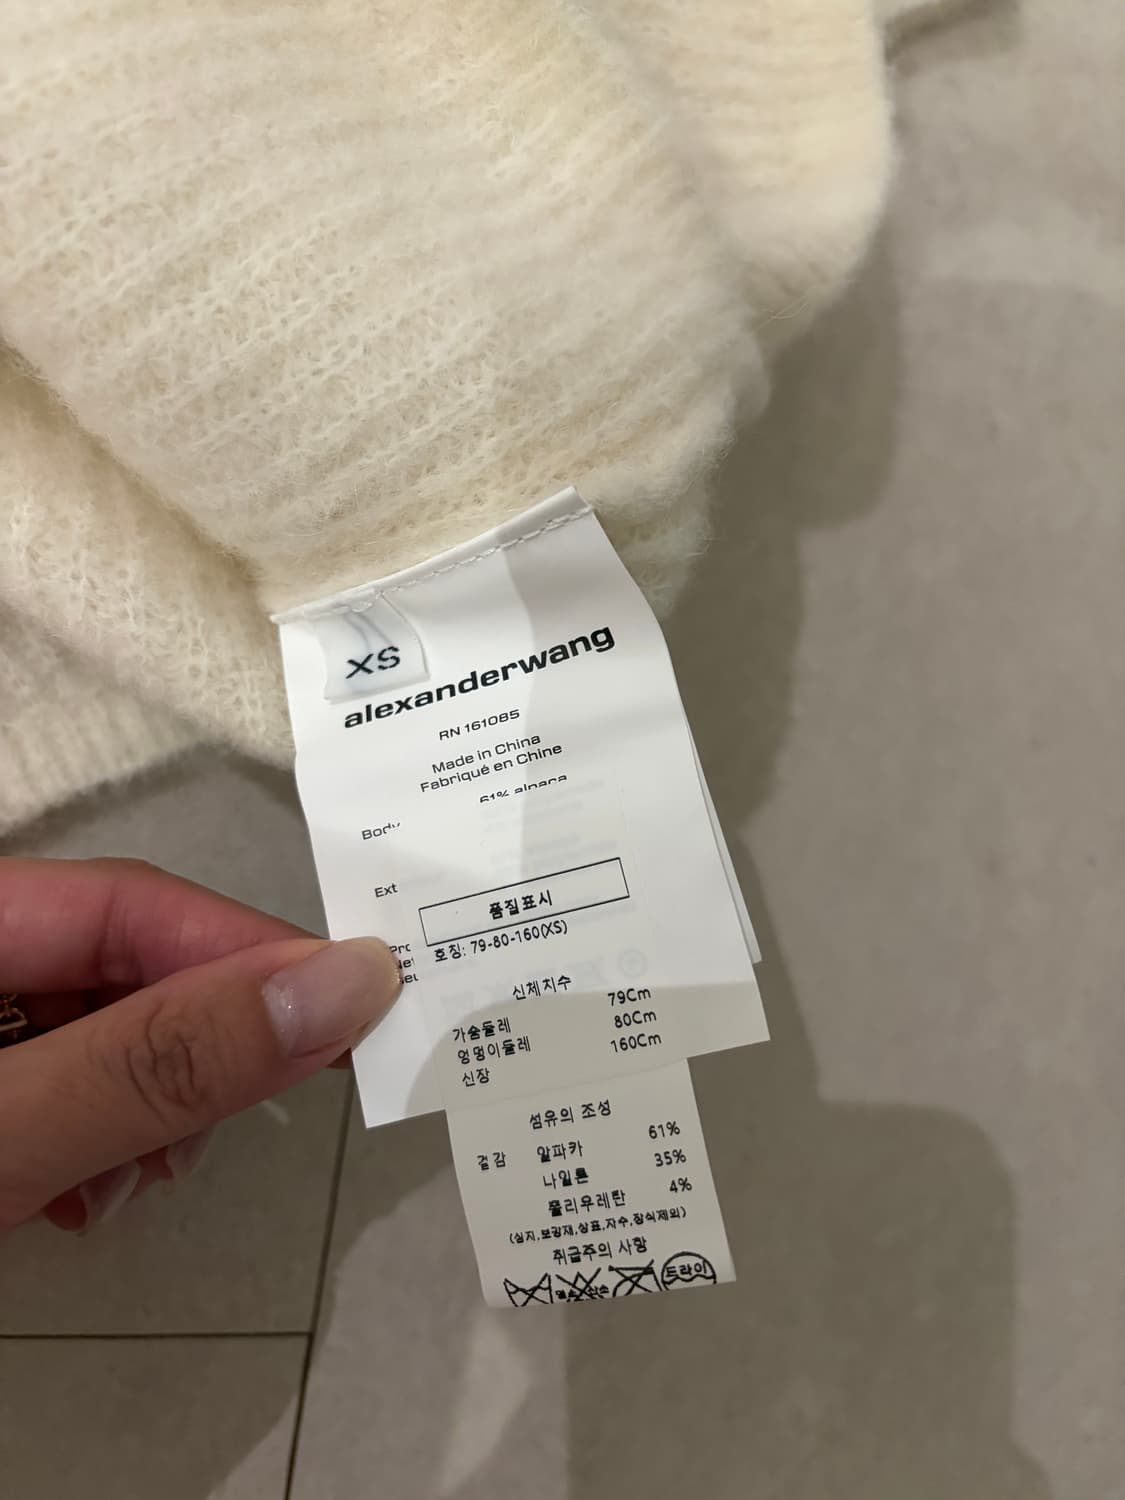 XS
alexanderwang
RN 161085
Made in China
Fabriqué en Chine
61% alpaca
Body
Ext
품질표시
호칭: 79-80-160(XS)
신체치수
가슴둘레 79Cm
엉덩이둘레 80Cm
신장 160Cm
섬유의 조성
겉감 알파카 61%
나일론 35%
폴리우레탄 4%
(심지,보강재,상표,자수,장식제외)
취급주의 사항
드라이